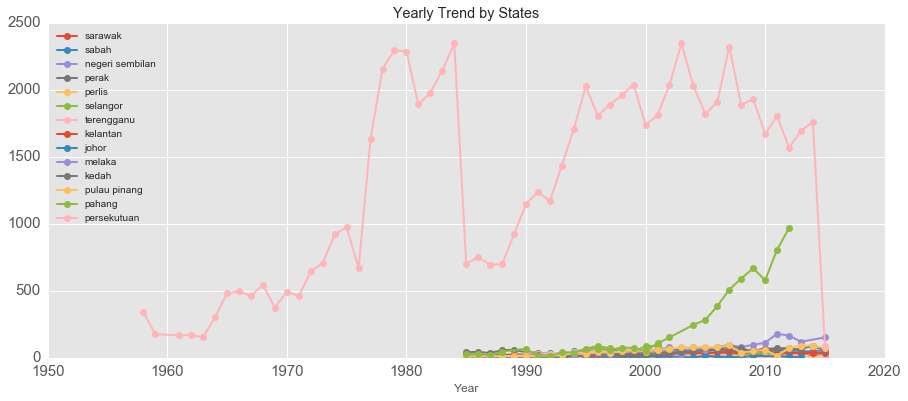 Yearly Trend by States
2500
2000
1500
1000
500
0
sarawak
sabah
negeri sembilan
perak
perlis
selangor
terengganu
kelantan
johor
melaka
kedah
pulau pinang
pahang
persekutuan
1950 1960 1970 1980 1990 2000 2010 2020
Year